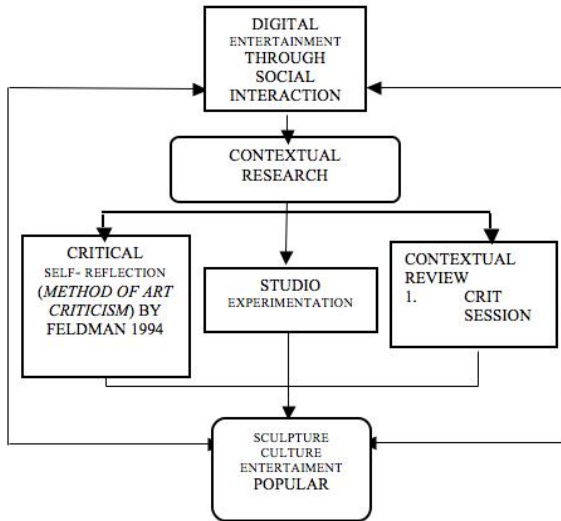 DIGITAL
ENTERTAINMENT
THROUGH
SOCIAL
INTERACTION
CONTEXTUAL
RESEARCH
CRITICAL
SELF- REFLECTION
(METHOD OF ART
CRITICISM) BY
FELDMAN 1994
STUDIO
EXPERIMENTATION
CONTEXTUAL
REVIEW
1. CRIT
SESSION
SCULPTURE
CULTURE
ENTERTAIMENT
POPULAR